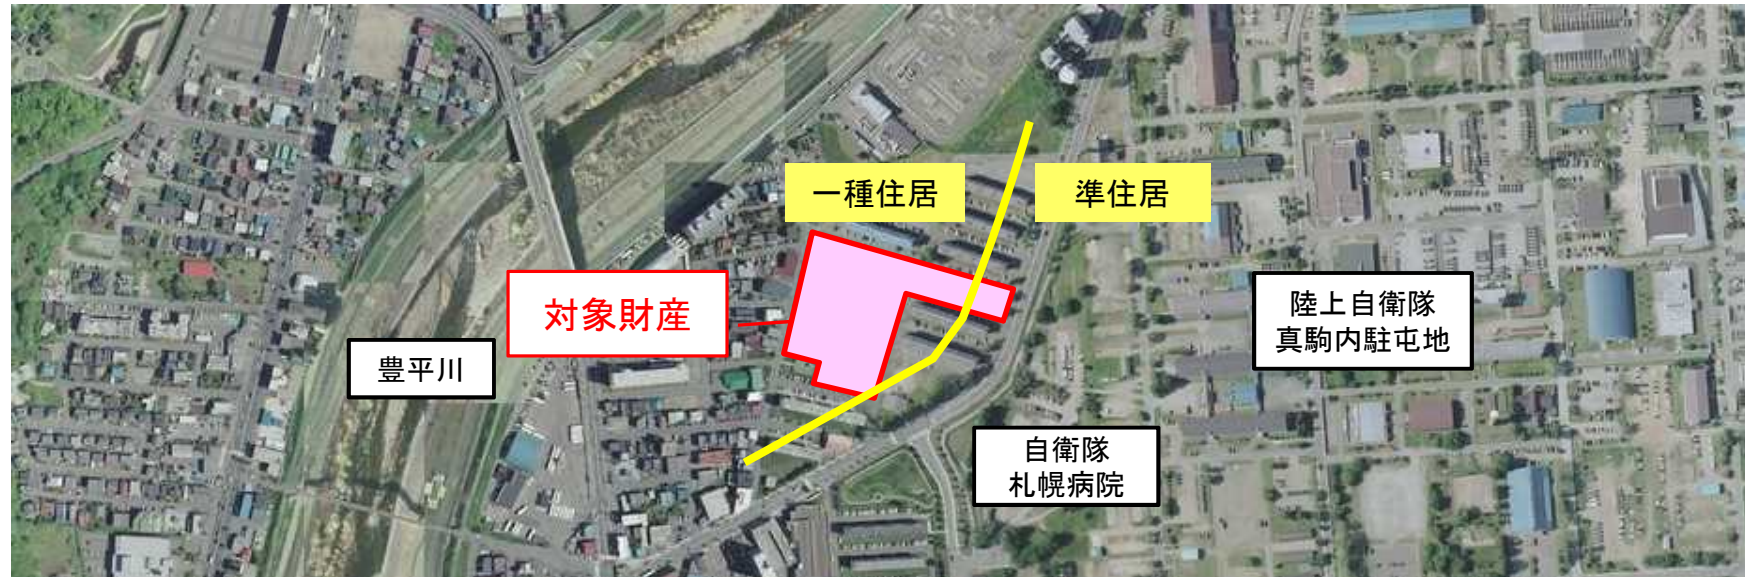 一種住居
準住居
対象財産
豊平川
陸上自衛隊
真駒内駐屯地
自衛隊
札幌病院